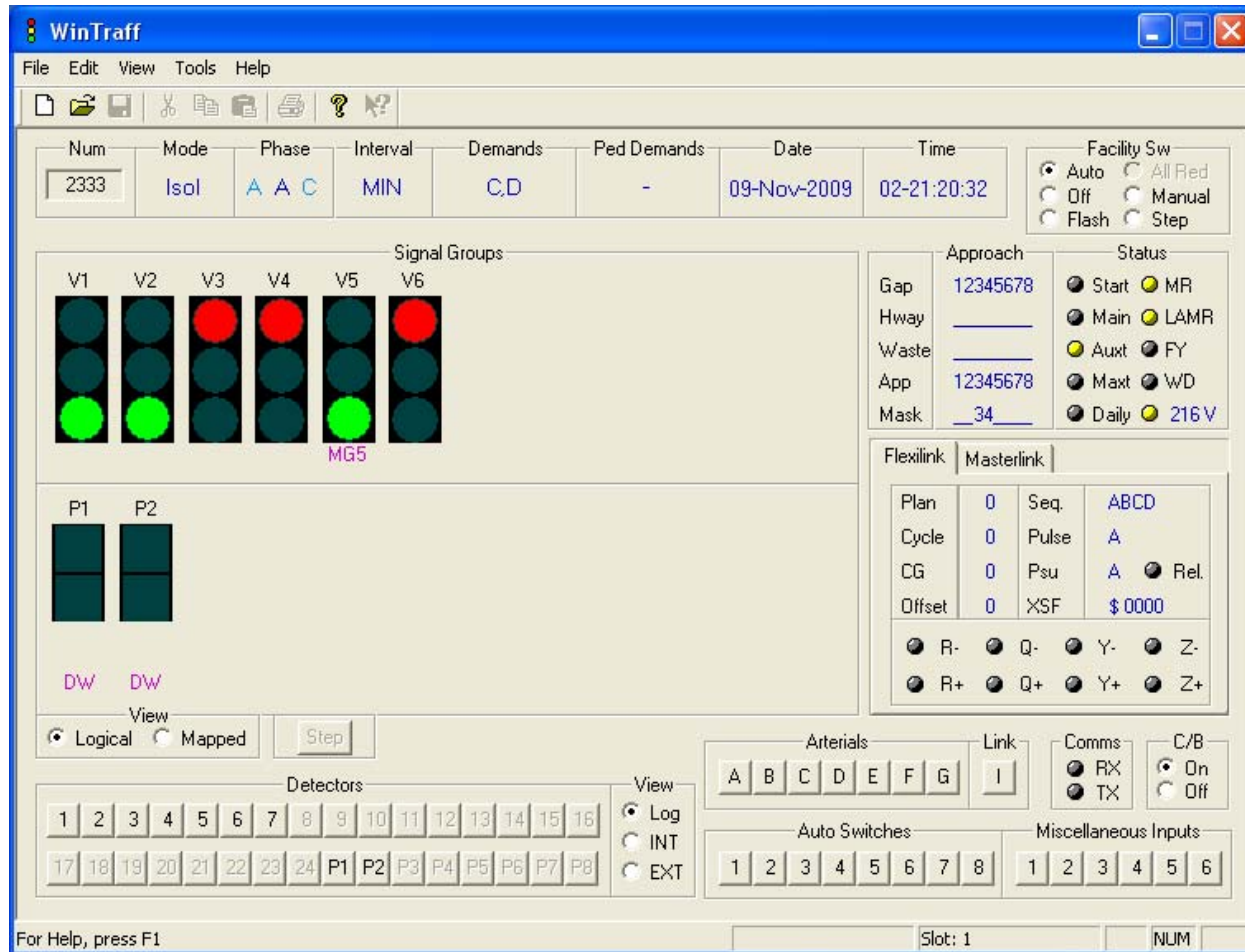 WinTraff
File Edit View Tools Help
Num Mode Phase Interval Demands Ped Demands Date Time
2333 Isol A A C MIN C,D - 09-Nov-2009 02-21:20:32
Facility Sw
Auto All Red
Off Manual
Flash Step
Signal Groups
V1 V2 V3 V4 V5 V6
MG5
P1 P2
DW DW
Approach
Gap 12345678
Hway ________
Waste ________
App 12345678
Mask __34____
Status
Start MR
Main LAMR
Auxt FY
Maxt WD
Daily 216 V
Flexilink Masterlink
Plan 0 Seq. ABCD
Cycle 0 Pulse A
CG 0 Psu A Rel.
Offset 0 XSF $ 0000
R- Q- Y- Z-
R+ Q+ Y+ Z+
View
Logical Mapped
Step
Detectors
1 2 3 4 5 6 7 8 9 10 11 12 13 14 15 16
17 18 19 20 21 22 23 24 P1 P2 P3 P4 P5 P6 P7 P8
View
Log
INT
EXT
Arterials
A B C D E F G
Link
I
Comms
RX
TX
C/B
On
Off
Auto Switches
1 2 3 4 5 6 7 8
Miscellaneous Inputs
1 2 3 4 5 6
For Help, press F1
Slot: 1
NUM